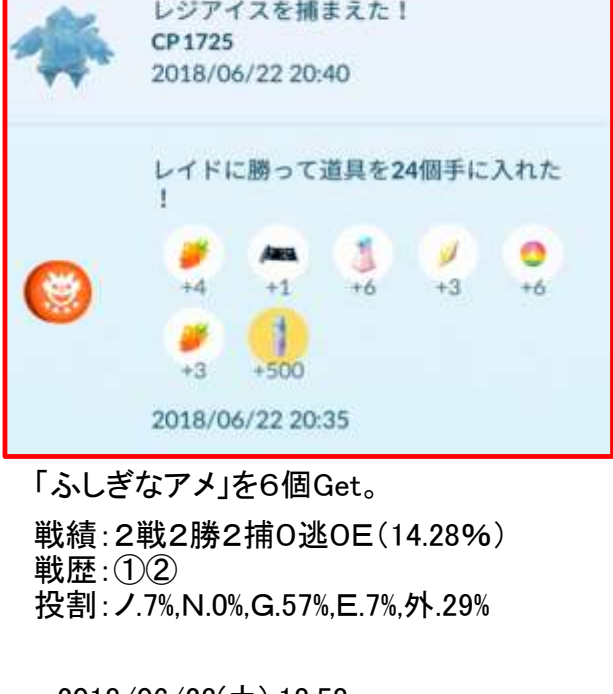 レジアイスを捕まえた！
CP1725
2018/06/22 20:40
レイドに勝って道具を24個手に入れた
！
+4 +1 +6 +3 +6
+3 +500
2018/06/22 20:35
「ふしぎなアメ」を６個Get。
戦績：２戦２勝２捕０逃０Ｅ（14.28％）
戦歴：①②
投割：ノ.7%,N.0%,G.57%,E.7%,外.29%